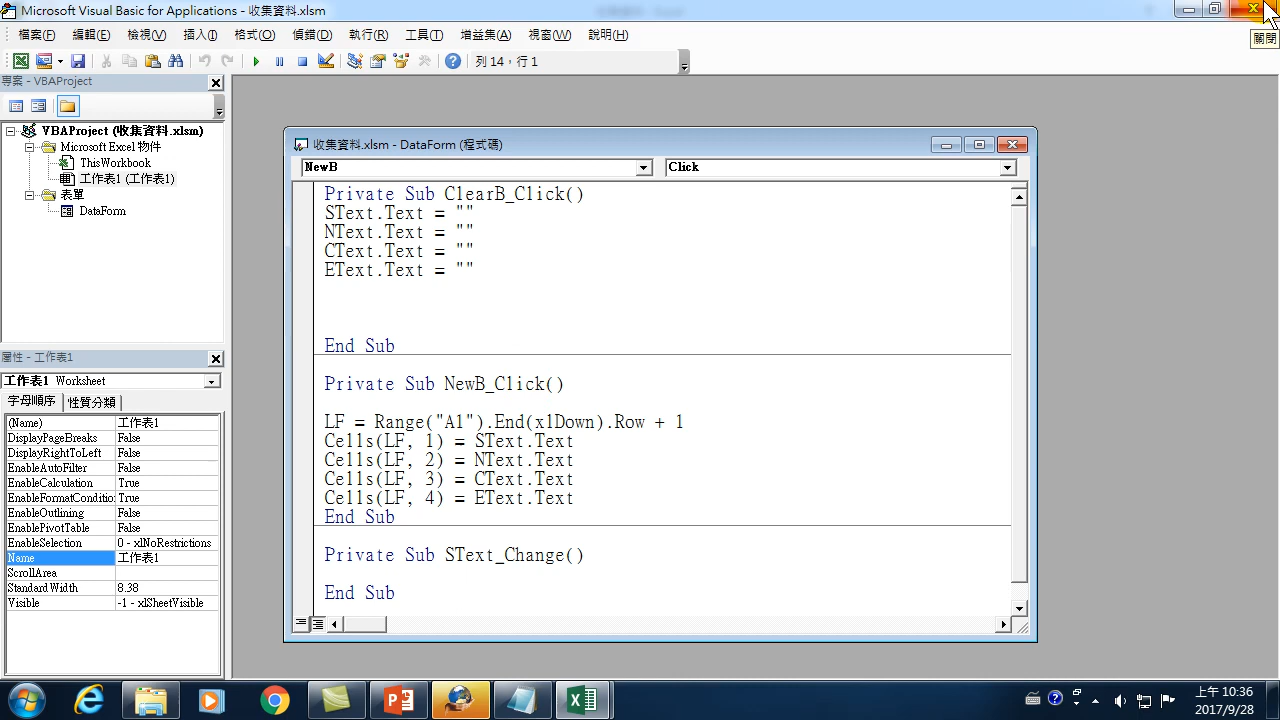 Microsoft Visual Basic for Applications - 收集資料.xlsm
關閉
檔案(F) 編輯(E) 檢視(V) 插入(I) 格式(O) 偵錯(D) 執行(R) 工具(T) 增益集(A) 視窗(W) 說明(H)
列 14，行 1
專案 - VBAProject
VBAProject (收集資料.xlsm)
Microsoft Excel 物件
ThisWorkbook
工作表1 (工作表1)
表單
DataForm
屬性 - 工作表1
工作表1 Worksheet
字母順序 性質分類
(Name) 工作表1
DisplayPageBreaks False
DisplayRightToLeft False
EnableAutoFilter False
EnableCalculation True
EnableFormatConditio True
EnableOutlining False
EnablePivotTable False
EnableSelection 0 - xlNoRestrictions
Name 工作表1
ScrollArea
StandardWidth 8.38
Visible -1 - xlSheetVisible
收集資料.xlsm - DataForm (程式碼)
NewB Click
Private Sub ClearB_Click()
SText.Text = ""
NText.Text = ""
CText.Text = ""
EText.Text = ""
End Sub
Private Sub NewB_Click()
LF = Range("A1").End(xlDown).Row + 1
Cells(LF, 1) = SText.Text
Cells(LF, 2) = NText.Text
Cells(LF, 3) = CText.Text
Cells(LF, 4) = EText.Text
End Sub
Private Sub SText_Change()
End Sub
上午 10:36
2017/9/28